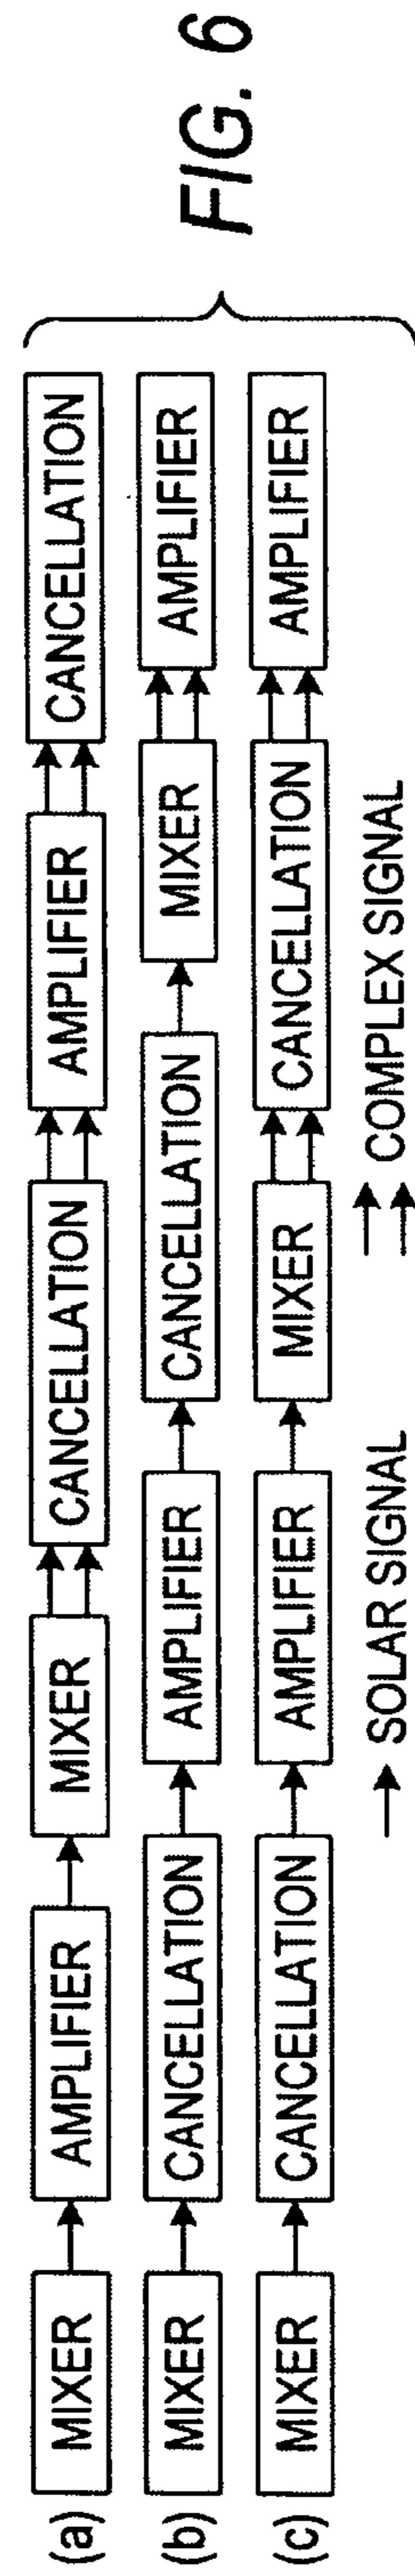 (a) MIXER AMPLIFIER MIXER CANCELLATION AMPLIFIER CANCELLATION
(b) MIXER CANCELLATION AMPLIFIER CANCELLATION MIXER AMPLIFIER
(c) MIXER CANCELLATION AMPLIFIER MIXER CANCELLATION AMPLIFIER
SOLAR SIGNAL COMPLEX SIGNAL
FIG. 6